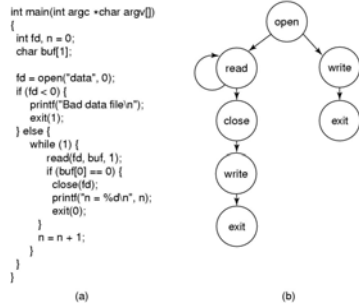 int main(int argc *char argv[])
{
int fd, n = 0;
char buf[1];
fd = open("data", 0);
if (fd < 0) {
printf("Bad data file\n");
exit(1);
} else {
while (1) {
read(fd, buf, 1);
if (buf[0] == 0) {
close(fd);
printf("n = %d\n", n);
exit(0);
}
n = n + 1;
}
}
}
(a)
open
read
write
close
exit
write
exit
(b)